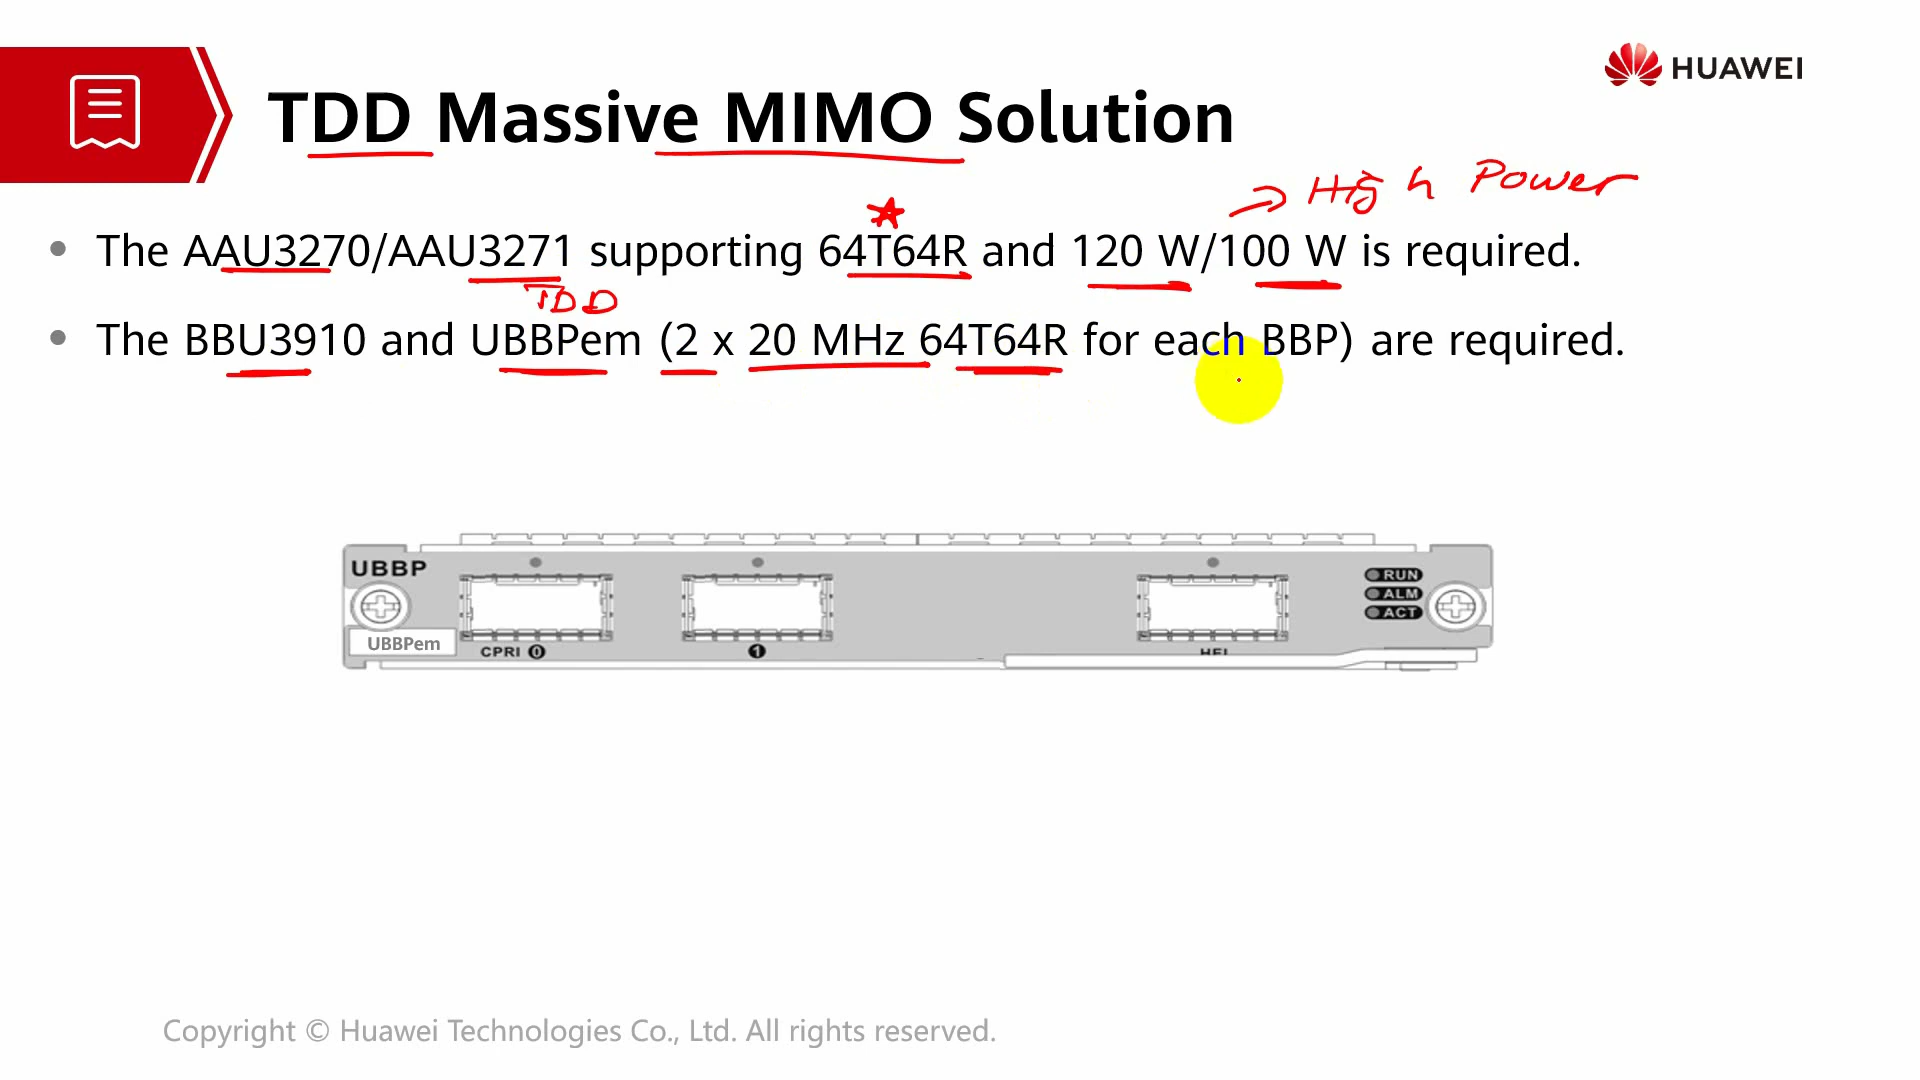 HUAWEI
TDD Massive MIMO Solution
High Power
• The AAU3270/AAU3271 supporting 64T64R and 120 W/100 W is required.
TDD
• The BBU3910 and UBBPem (2 x 20 MHz 64T64R for each BBP) are required.
UBBP
RUN
ALM
ACT
UBBPem
CPRI 0
1
HEI
Copyright © Huawei Technologies Co., Ltd. All rights reserved.